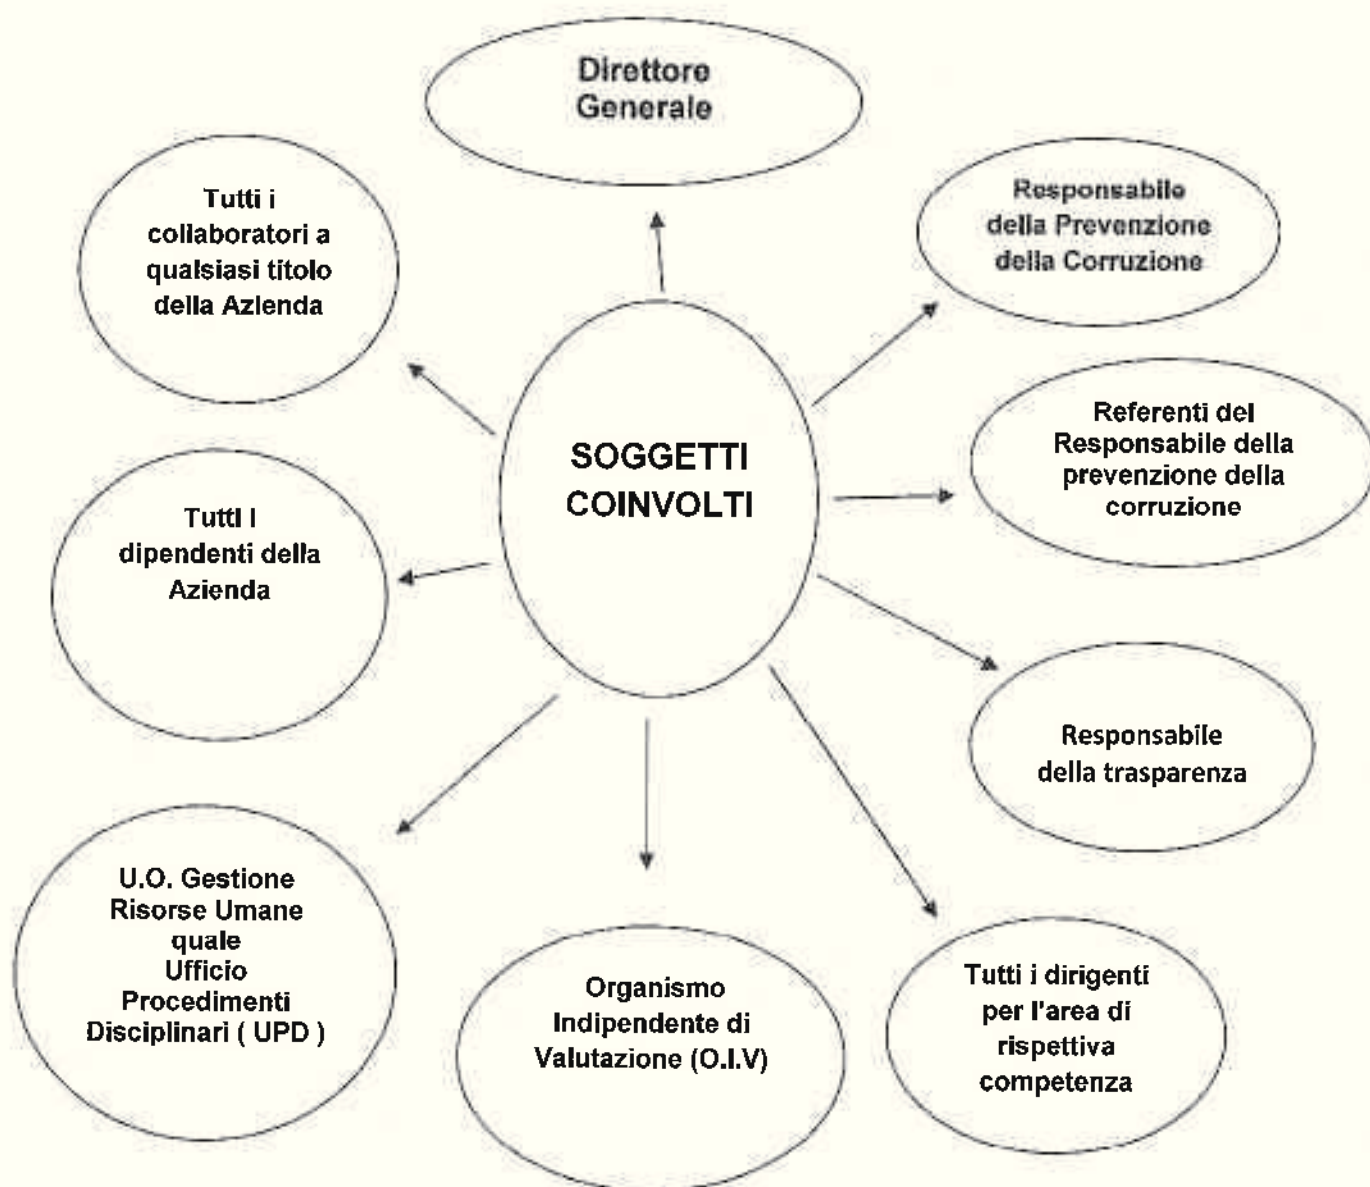 Direttore
Generale
Tutti i
collaboratori a
qualsiasi titolo
della Azienda
Responsabile
della Prevenzione
della Corruzione
SOGGETTI
COINVOLTI
Referenti del
Responsabile della
prevenzione della
corruzione
Tutti i
dipendenti della
Azienda
Responsabile
della trasparenza
U.O. Gestione
Risorse Umane
quale
Ufficio
Procedimenti
Disciplinari ( UPD )
Organismo
Indipendente di
Valutazione (O.I.V)
Tutti i dirigenti
per l'area di
rispettiva
competenza